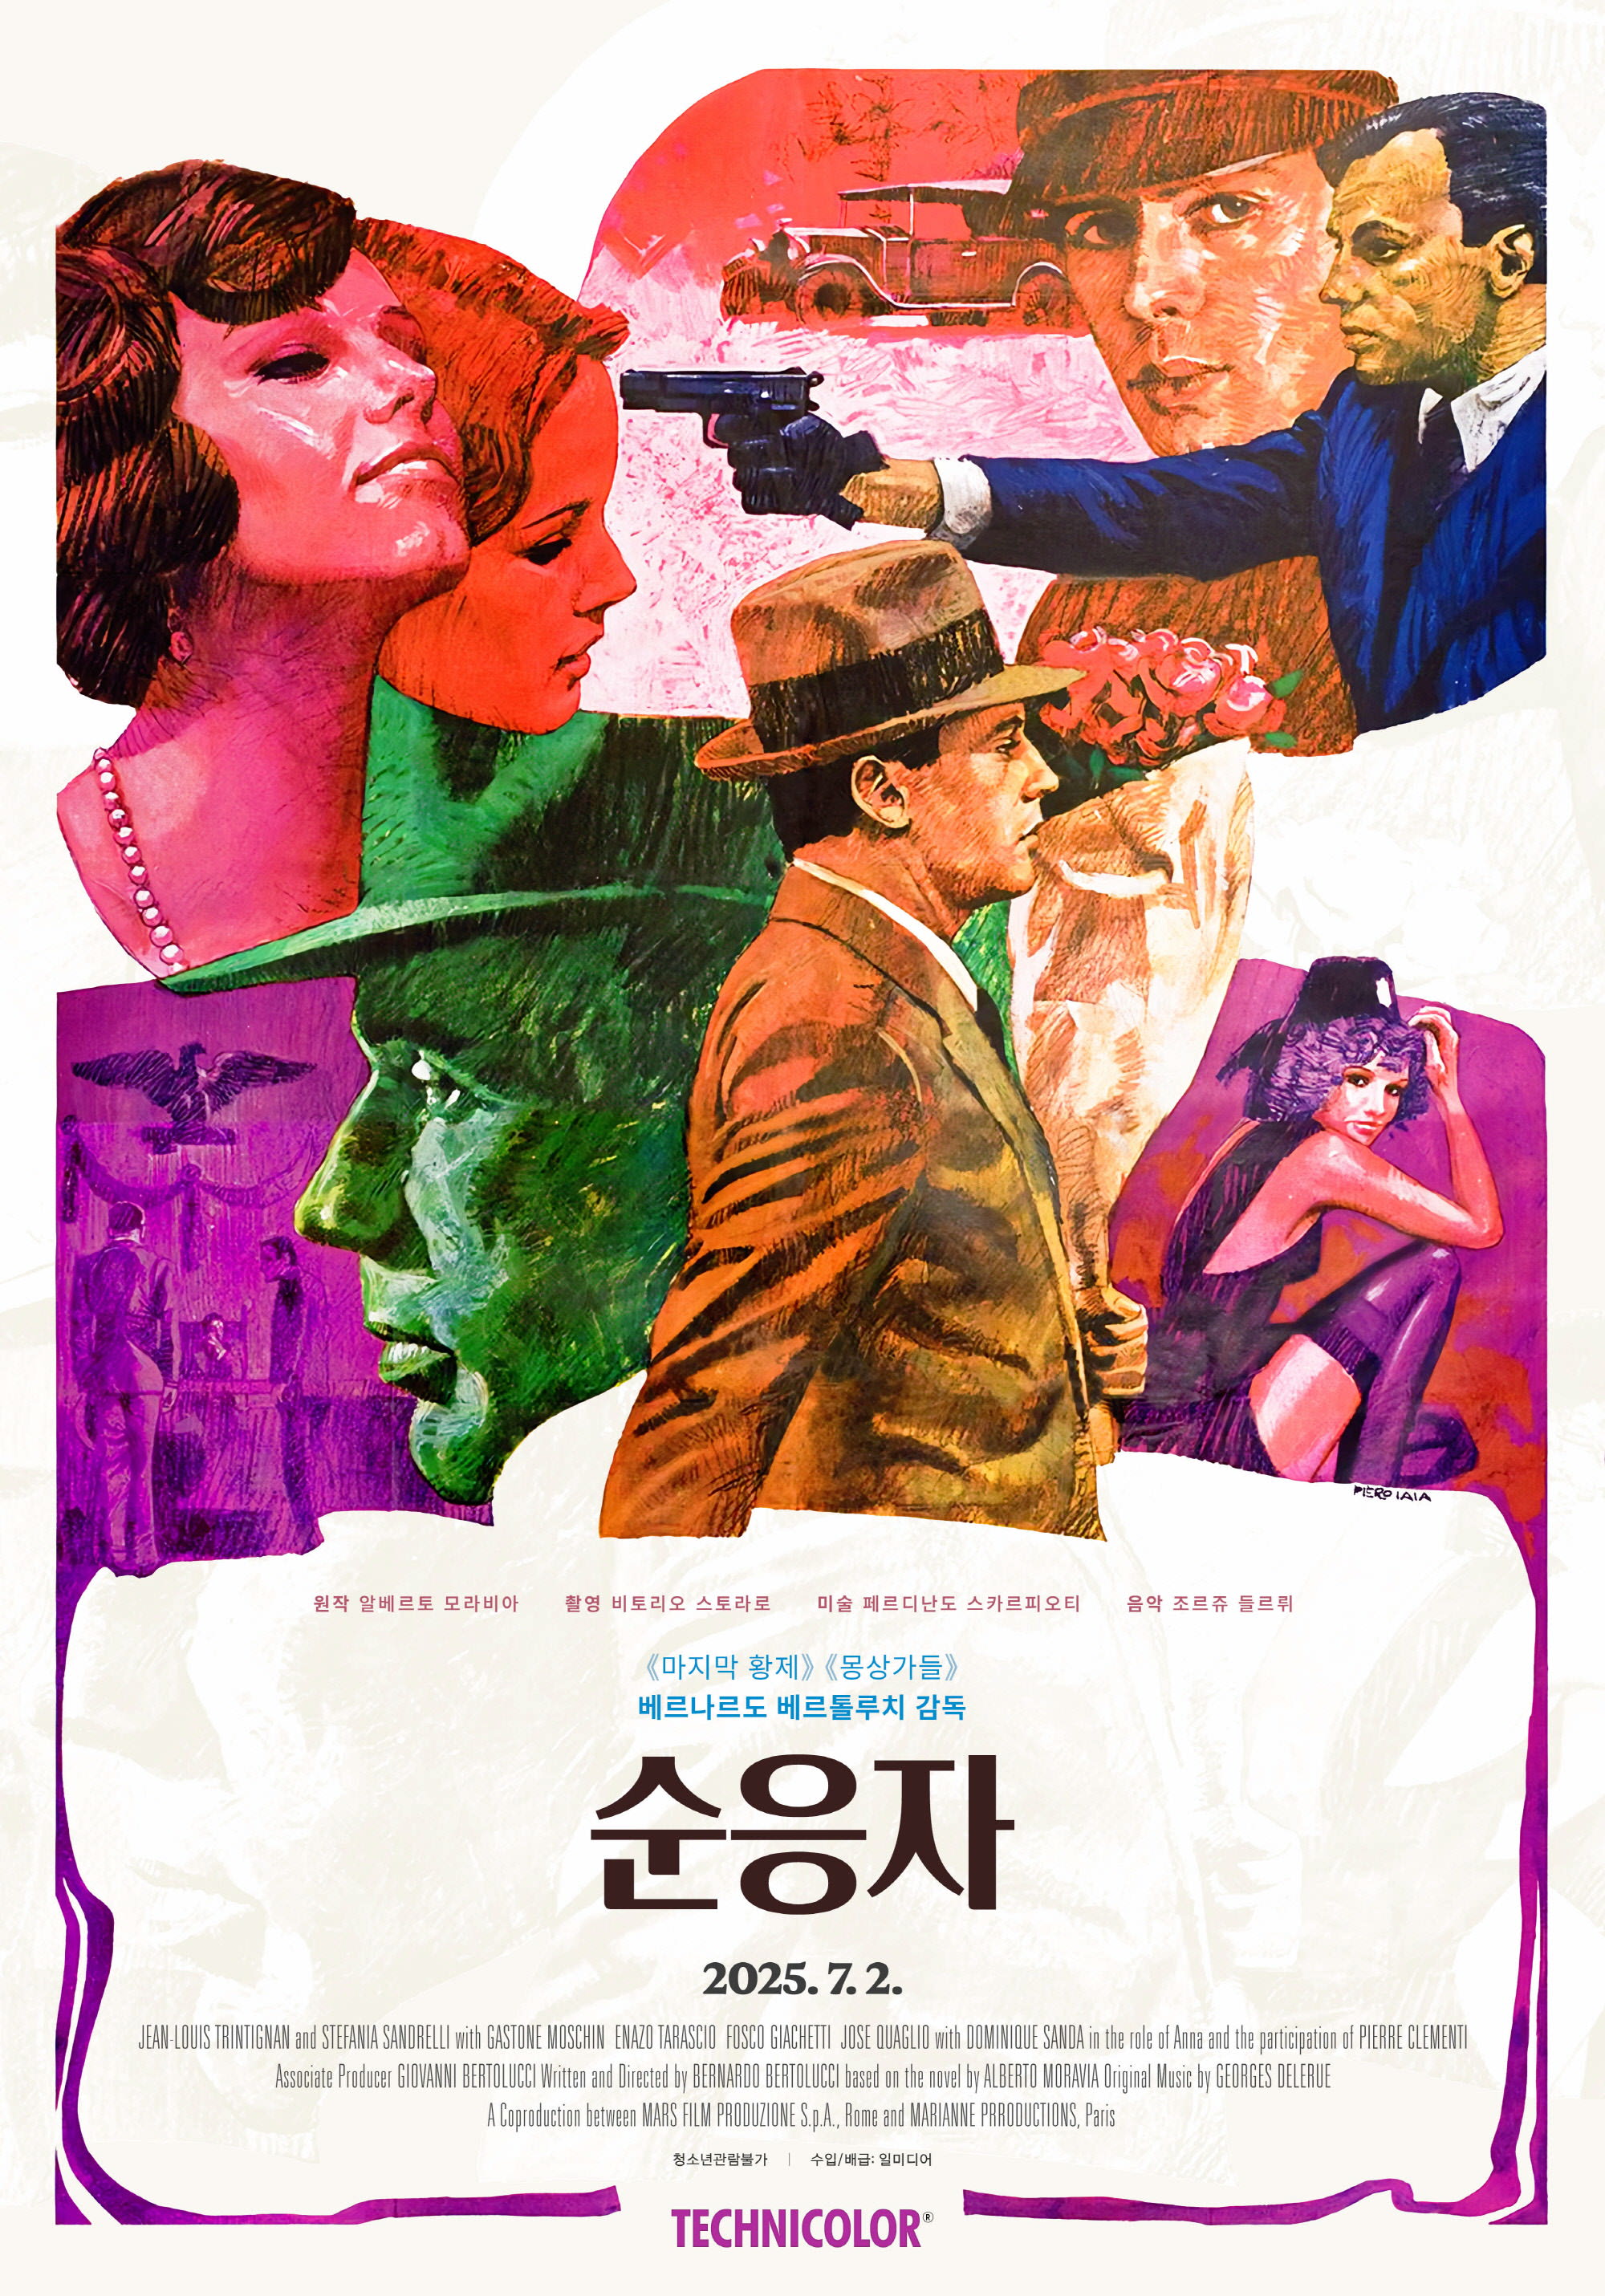 PIERO IAIA
원작 알베르토 모라비아 촬영 비토리오 스토라로 미술 페르디난도 스카르피오티 음악 조르쥬 들르뤼
《마지막 황제》《몽상가들》
베르나르도 베르톨루치 감독
순응자
2025. 7. 2.
JEAN-LOUIS TRINTIGNAN and STEFANIA SANDRELLI with GASTONE MOSCHIN ENAZO TARASCIO FOSCO GIACHETTI JOSE QUAGLIO with DOMINIQUE SANDA in the role of Anna and the participation of PIERRE CLEMENTI
Associate Producer GIOVANNI BERTOLUCCI Written and Directed by BERNARDO BERTOLUCCI based on the novel by ALBERTO MORAVIA Original Music by GEORGES DELERUE
A Coproduction between MARS FILM PRODUZIONE S.p.A., Rome and MARIANNE PRRODUCTIONS, Paris
청소년관람불가 | 수입/배급: 일미디어
TECHNICOLOR®